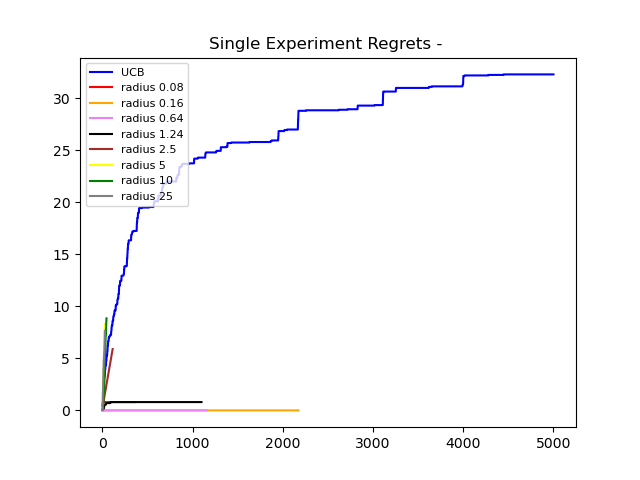 Single Experiment Regrets -
UCB
radius 0.08
radius 0.16
radius 0.64
radius 1.24
radius 2.5
radius 5
radius 10
radius 25
30
25
20
15
10
5
0
0 1000 2000 3000 4000 5000